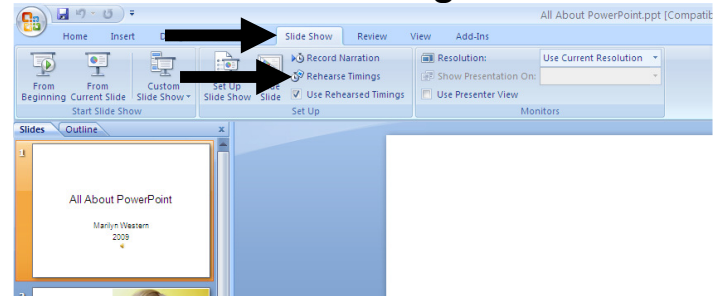 All About PowerPoint.ppt [Compatib
Home Insert D Slide Show Review View Add-Ins
From Beginning
From Current Slide
Custom Slide Show
Set Up Slide Show
Slide
Record Narration
Rehearse Timings
Use Rehearsed Timings
Resolution: Use Current Resolution
Show Presentation On:
Use Presenter View
Start Slide Show Set Up Monitors
Slides Outline x
1
All About PowerPoint
Marilyn Western
2009